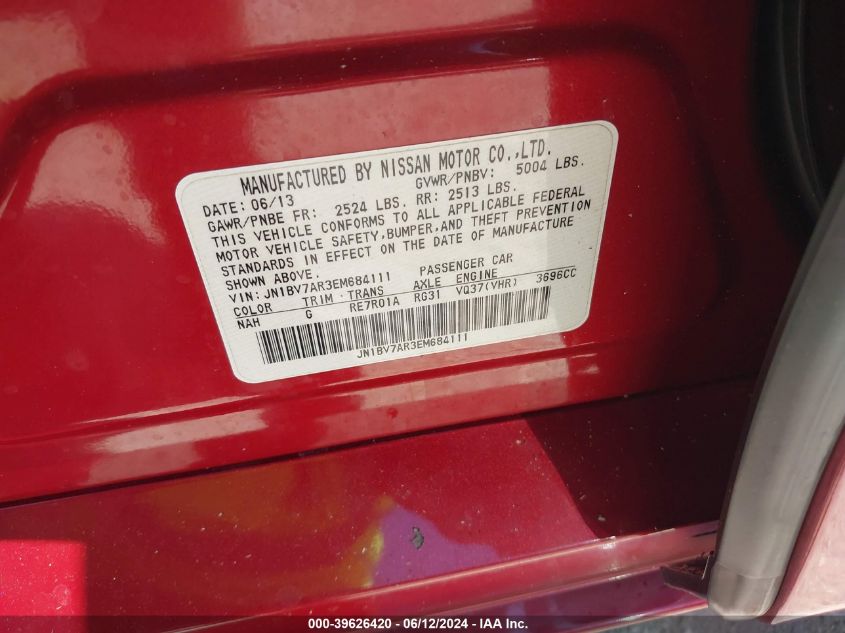 MANUFACTURED BY NISSAN MOTOR CO.,LTD.
DATE: 06/13 GVWR/PNBV: 5004 LBS.
GAWR/PNBE FR: 2524 LBS. RR: 2513 LBS.
THIS VEHICLE CONFORMS TO ALL APPLICABLE FEDERAL
MOTOR VEHICLE SAFETY,BUMPER,AND THEFT PREVENTION
STANDARDS IN EFFECT ON THE DATE OF MANUFACTURE
SHOWN ABOVE.
VIN: JN1BV7AR3EM684111 PASSENGER CAR
COLOR TRIM TRANS AXLE ENGINE 3696CC
NAH G RE7R01A RG31 VQ37(VHR)
JN1BV7AR3EM684111
000-39626420 - 06/12/2024 - IAA, Inc.